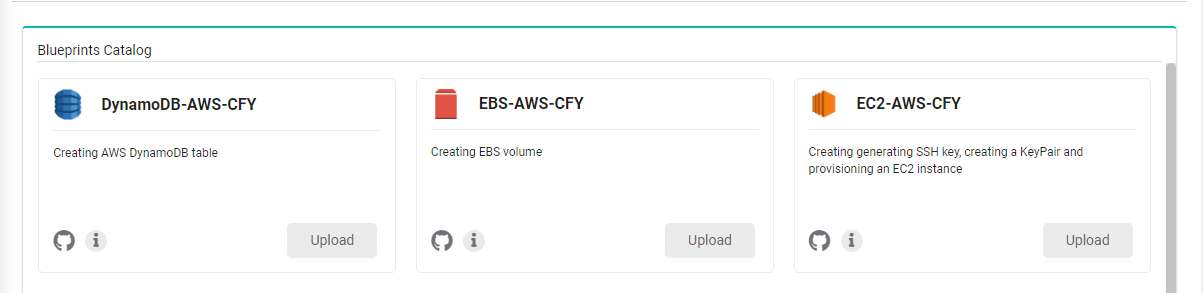 Blueprints Catalog
DynamoDB-AWS-CFY
Creating AWS DynamoDB table
Upload
EBS-AWS-CFY
Creating EBS volume
Upload
EC2-AWS-CFY
Creating generating SSH key, creating a KeyPair and
provisioning an EC2 instance
Upload